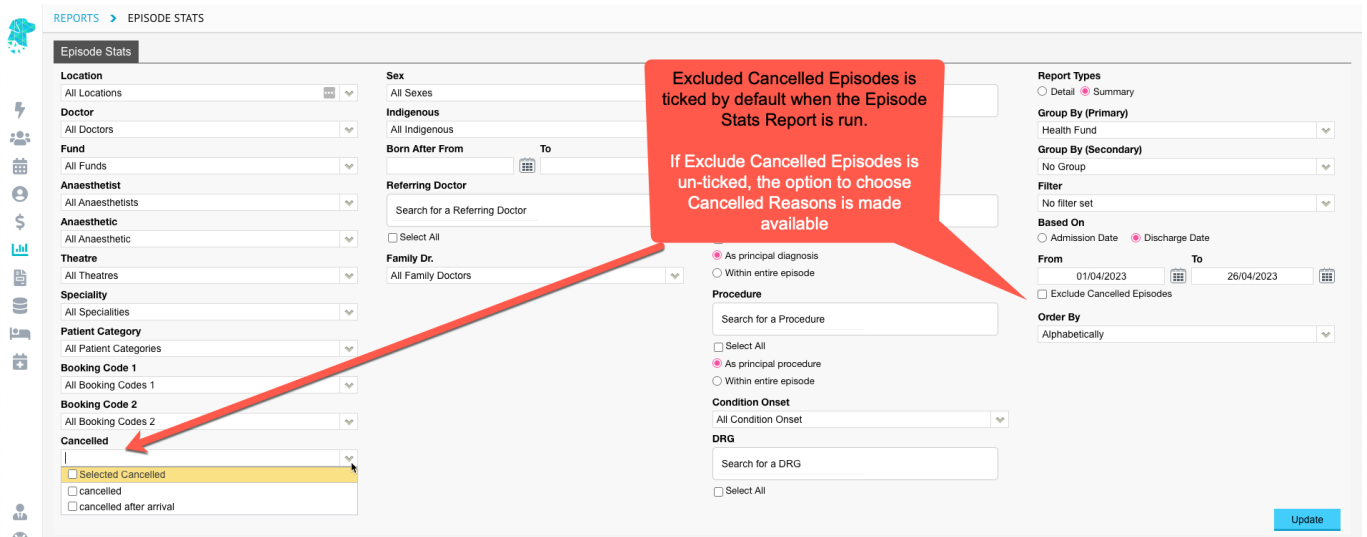 REPORTS > EPISODE STATS
Episode Stats
Location
All Locations
Doctor
All Doctors
Fund
All Funds
Anaesthetist
All Anaesthetists
Anaesthetic
All Anaesthetic
Theatre
All Theatres
Speciality
All Specialities
Patient Category
All Patient Categories
Booking Code 1
All Booking Codes 1
Booking Code 2
All Booking Codes 2
Cancelled
Selected Cancelled
cancelled
cancelled after arrival
Sex
All Sexes
Indigenous
All Indigenous
Born After From To
Referring Doctor
Search for a Referring Doctor
Select All
Family Dr.
All Family Doctors
Excluded Cancelled Episodes is
ticked by default when the Episode
Stats Report is run.
If Exclude Cancelled Episodes is
un-ticked, the option to choose
Cancelled Reasons is made
available
As principal diagnosis
Within entire episode
Procedure
Search for a Procedure
Select All
As principal procedure
Within entire episode
Condition Onset
All Condition Onset
DRG
Search for a DRG
Select All
Report Types
Detail Summary
Group By (Primary)
Health Fund
Group By (Secondary)
No Group
Filter
No filter set
Based On
Admission Date Discharge Date
From To
01/04/2023 26/04/2023
Exclude Cancelled Episodes
Order By
Alphabetically
Update